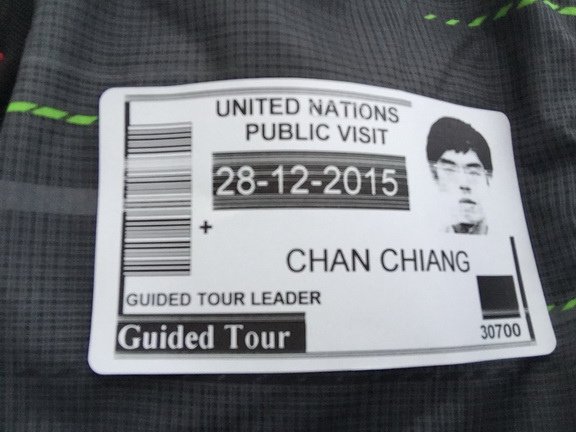 UNITED NATIONS
PUBLIC VISIT
28-12-2015
+
CHAN CHIANG
GUIDED TOUR LEADER
Guided Tour
30700